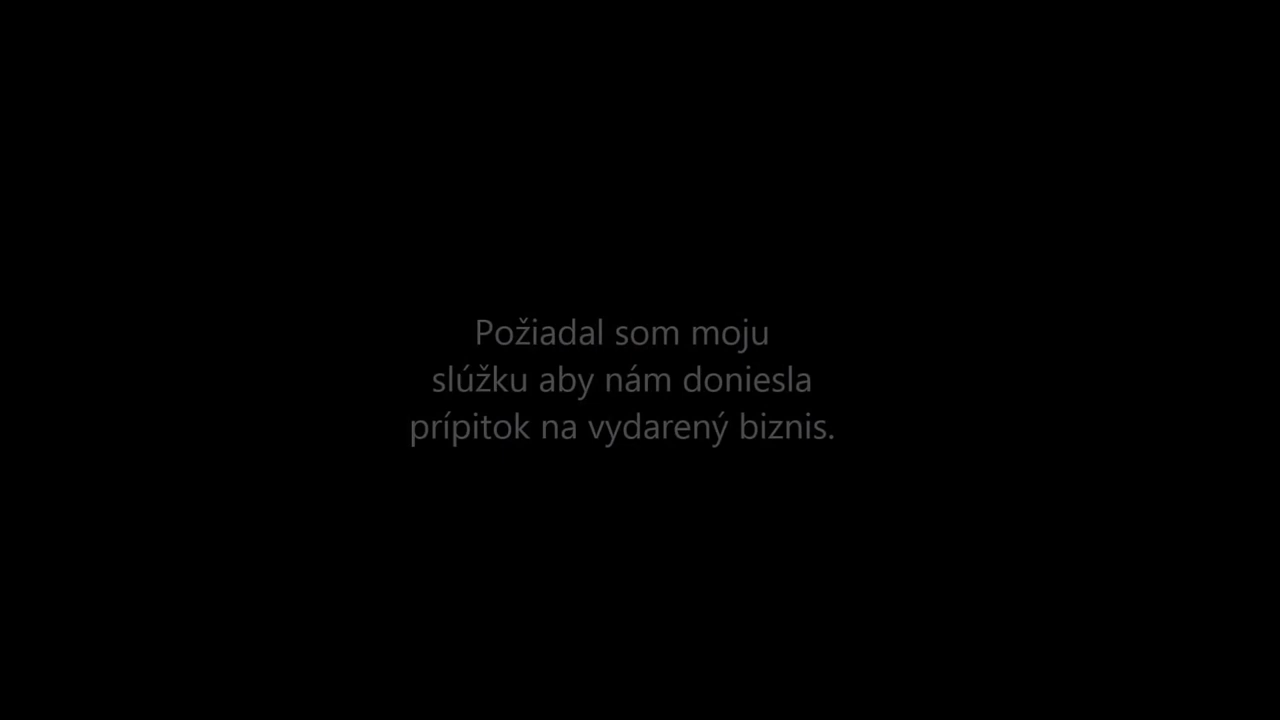 Požiadal som moju
slúžku aby nám doniesla
prípitok na vydarený biznis.